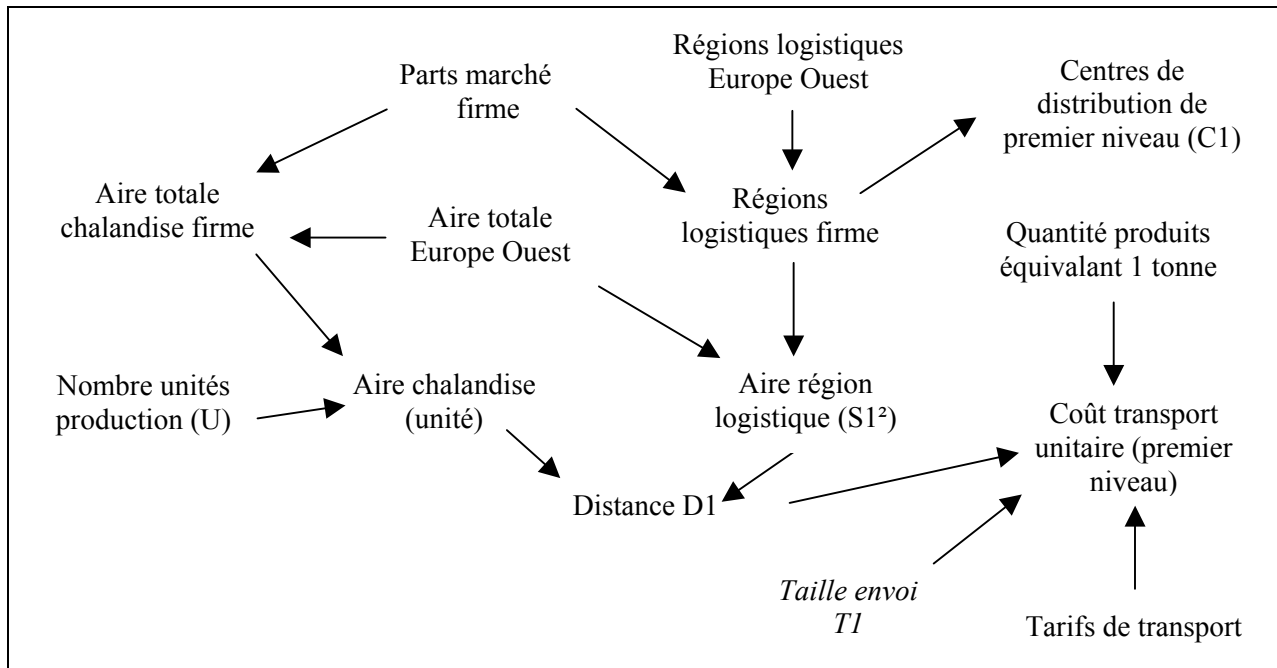 Régions logistiques
Europe Ouest
Parts marché
firme
Centres de
distribution de
premier niveau (C1)
Aire totale
chalandise firme
Aire totale
Europe Ouest
Régions
logistiques firme
Quantité produits
équivalant 1 tonne
Nombre unités
production (U)
Aire chalandise
(unité)
Aire région
logistique (S1²)
Coût transport
unitaire (premier
niveau)
Distance D1
Taille envoi
T1
Tarifs de transport